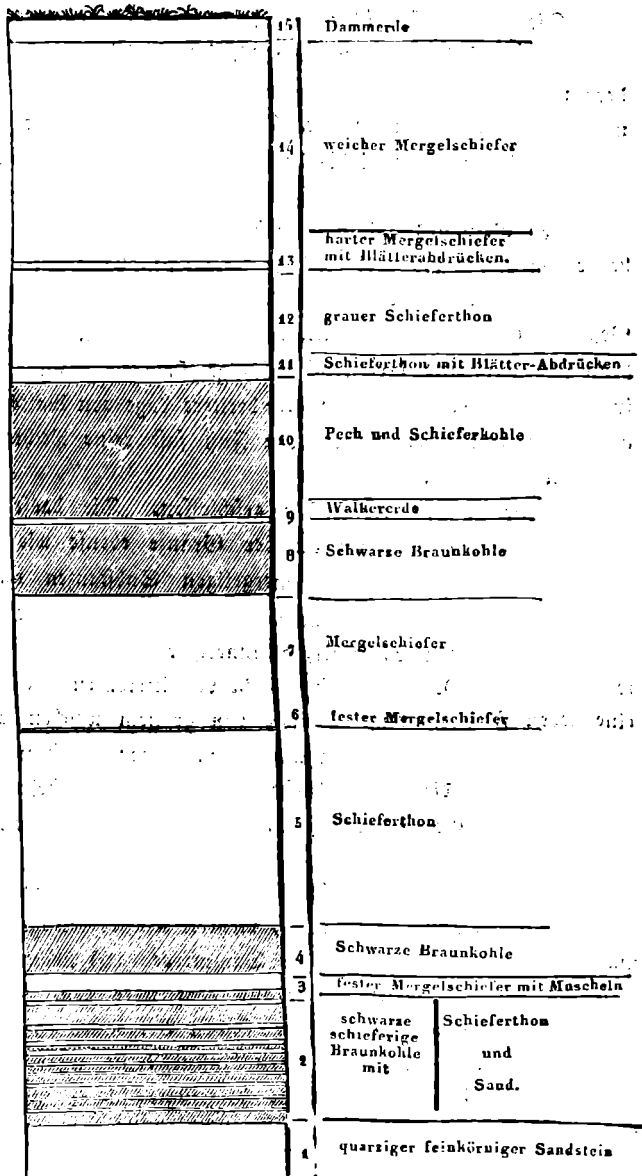 15 Dammerde
14 weicher Mergelschiefer
harter Mergelschiefer
13 mit Blätterabdrücken.
12 grauer Schieferthon
11 Schieferthon mit Blätter-Abdrücken
10 Pech und Schieferkohle
9 Walkererde
8 Schwarze Braunkohle
7 Mergelschiefer
6 fester Mergelschiefer
5 Schieferthon
4 Schwarze Braunkohle
3 fester Mergelschiefer mit Muscheln
schwarze Schieferthon
schieferige
2 Braunkohle und
mit
Sand.
1 quarziger feinkörniger Sandstein